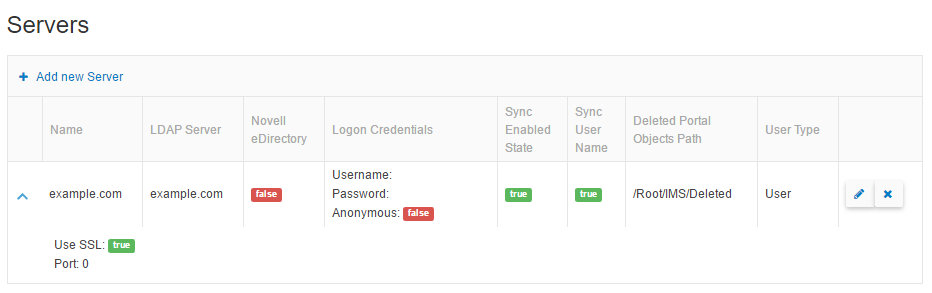 Servers
+ Add new Server
Name
LDAP Server
Novell
eDirectory
Logon Credentials
Sync
Enabled
State
Sync
User
Name
Deleted Portal
Objects Path
User Type
example.com
example.com
false
Username:
Password:
Anonymous: false
true
true
/Root/IMS/Deleted
User
Use SSL: true
Port: 0